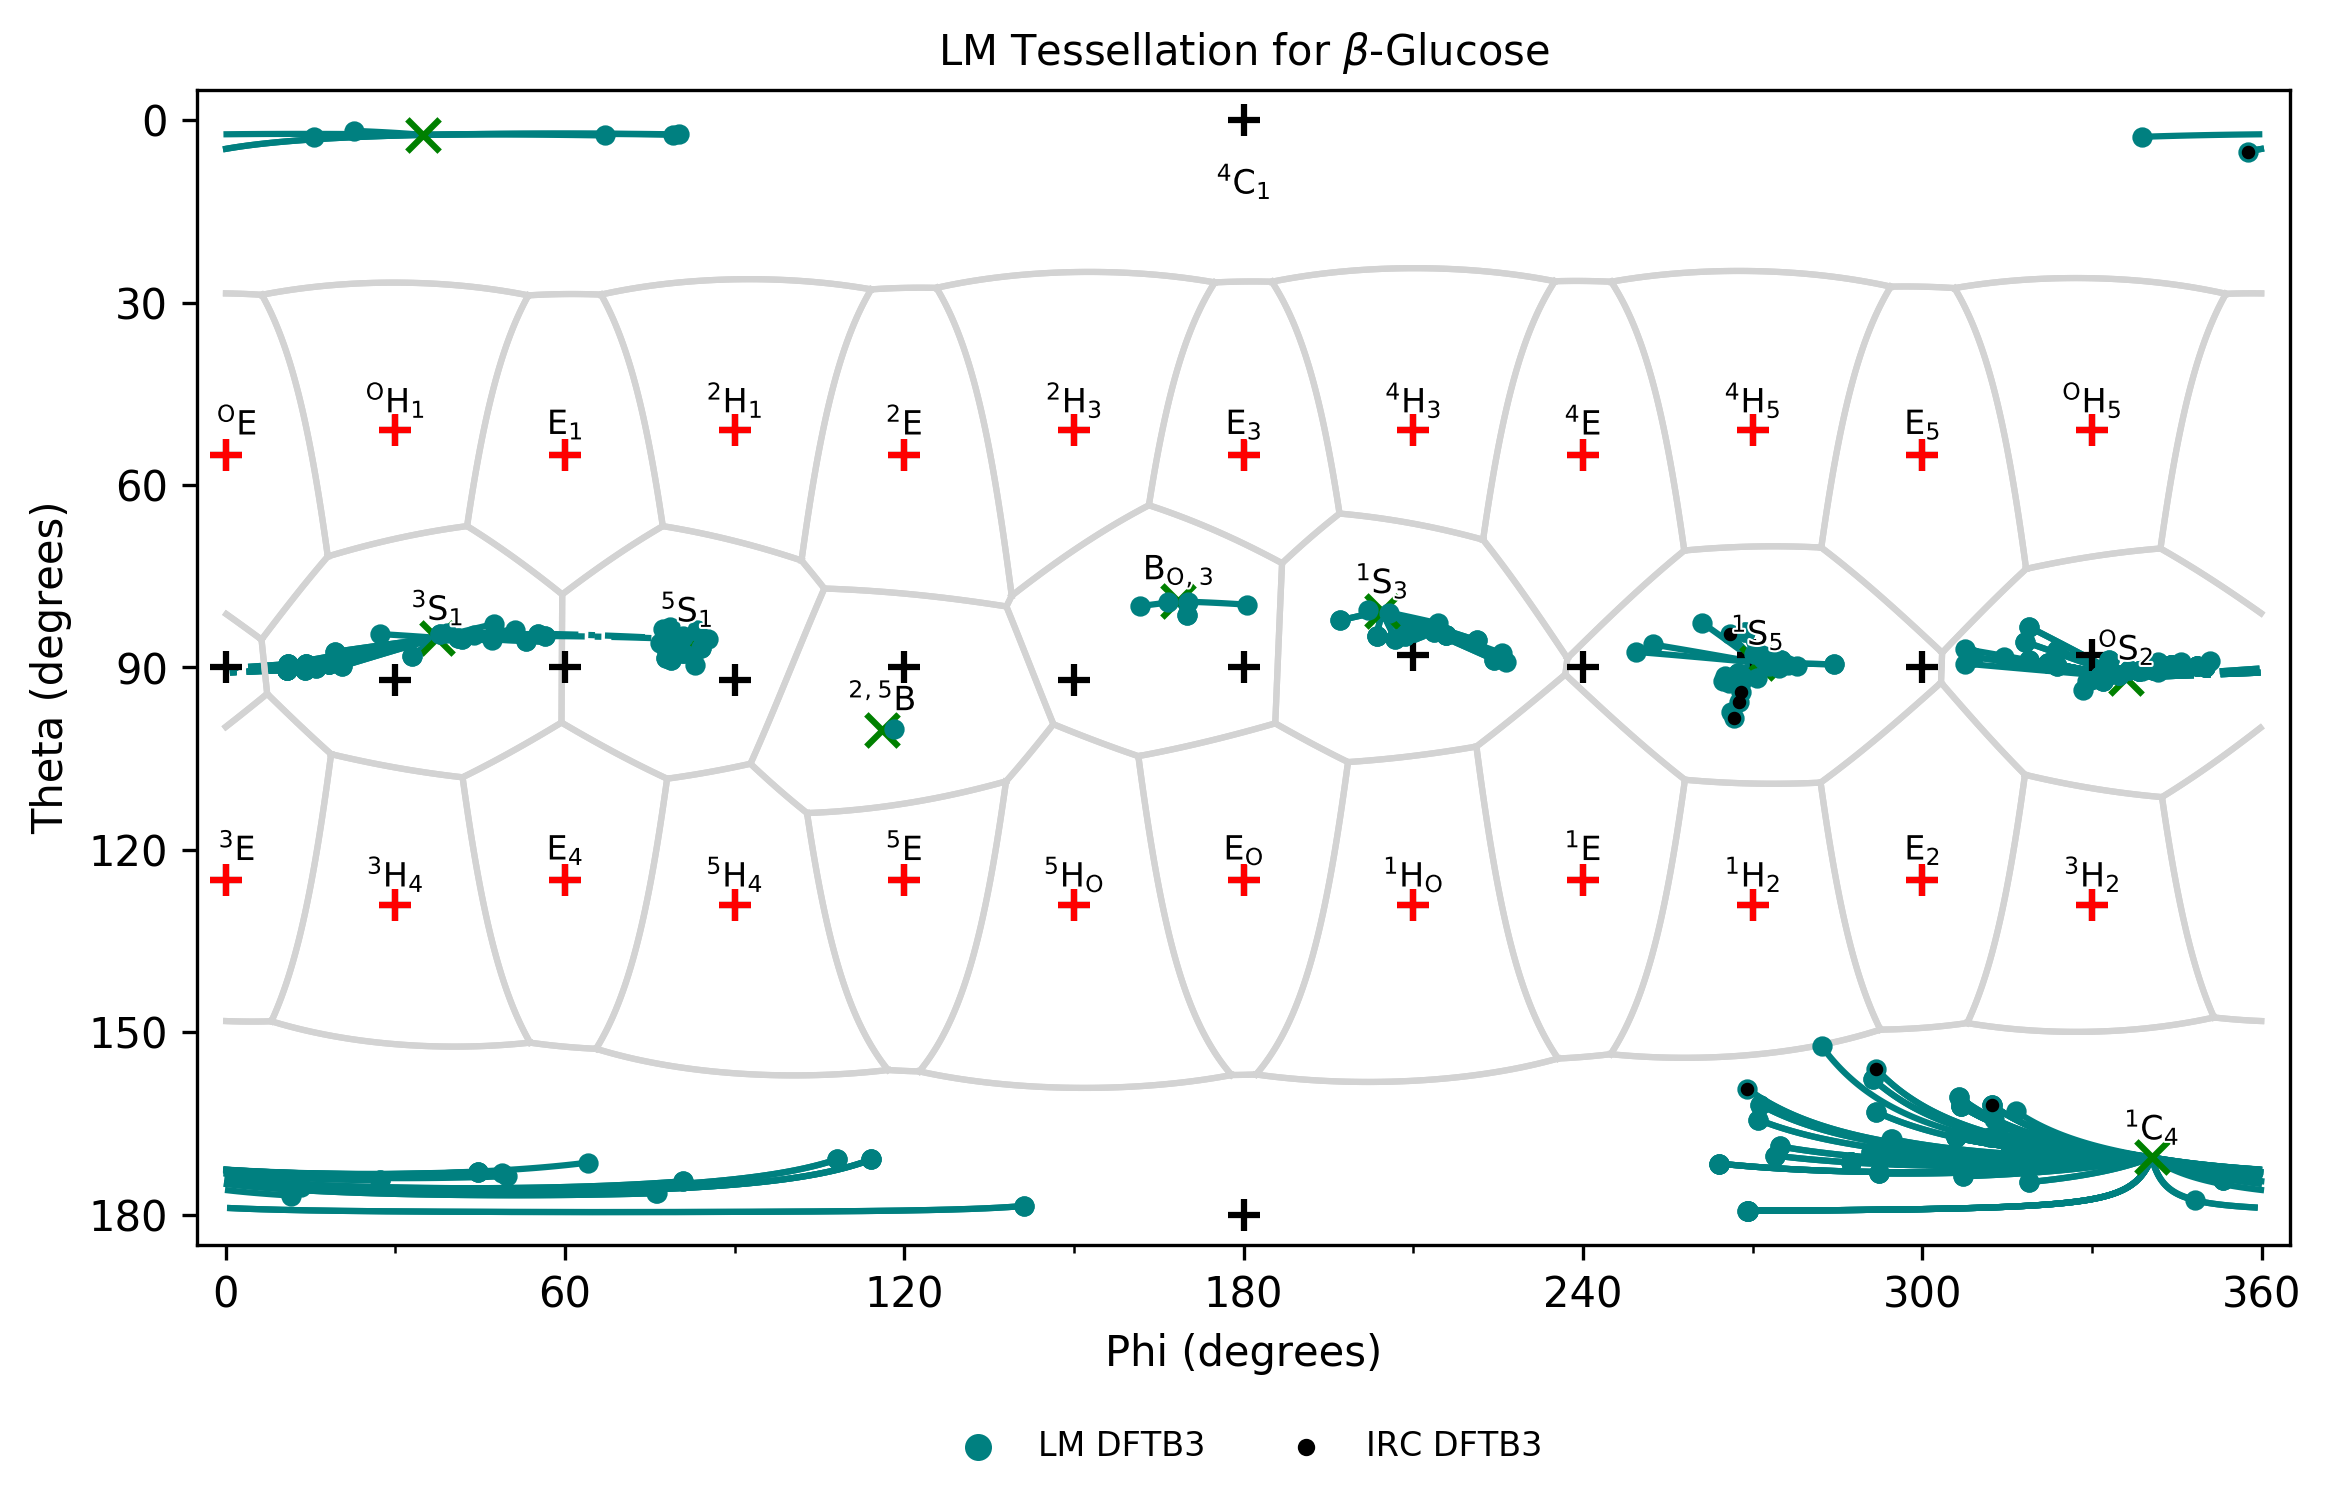 LM Tessellation for β-Glucose
0
⁴C₁
30
ᴼH₁ ²H₁ ²H₃ ⁴H₃ ⁴H₅ ᴼH₅
ᴼE E₁ ²E E₃ ⁴E E₅
60
B_O,3 ¹S₃
³S₁ ⁵S₁ ¹S₅ ᴼS₂
90
²,⁵B
120
³E E₄ ⁵E E_O ¹E E₂
³H₄ ⁵H₄ ⁵H_O ¹H_O ¹H₂ ³H₂
150
¹C₄
180
Theta (degrees)
0 60 120 180 240 300 360
Phi (degrees)
LM DFTB3 IRC DFTB3